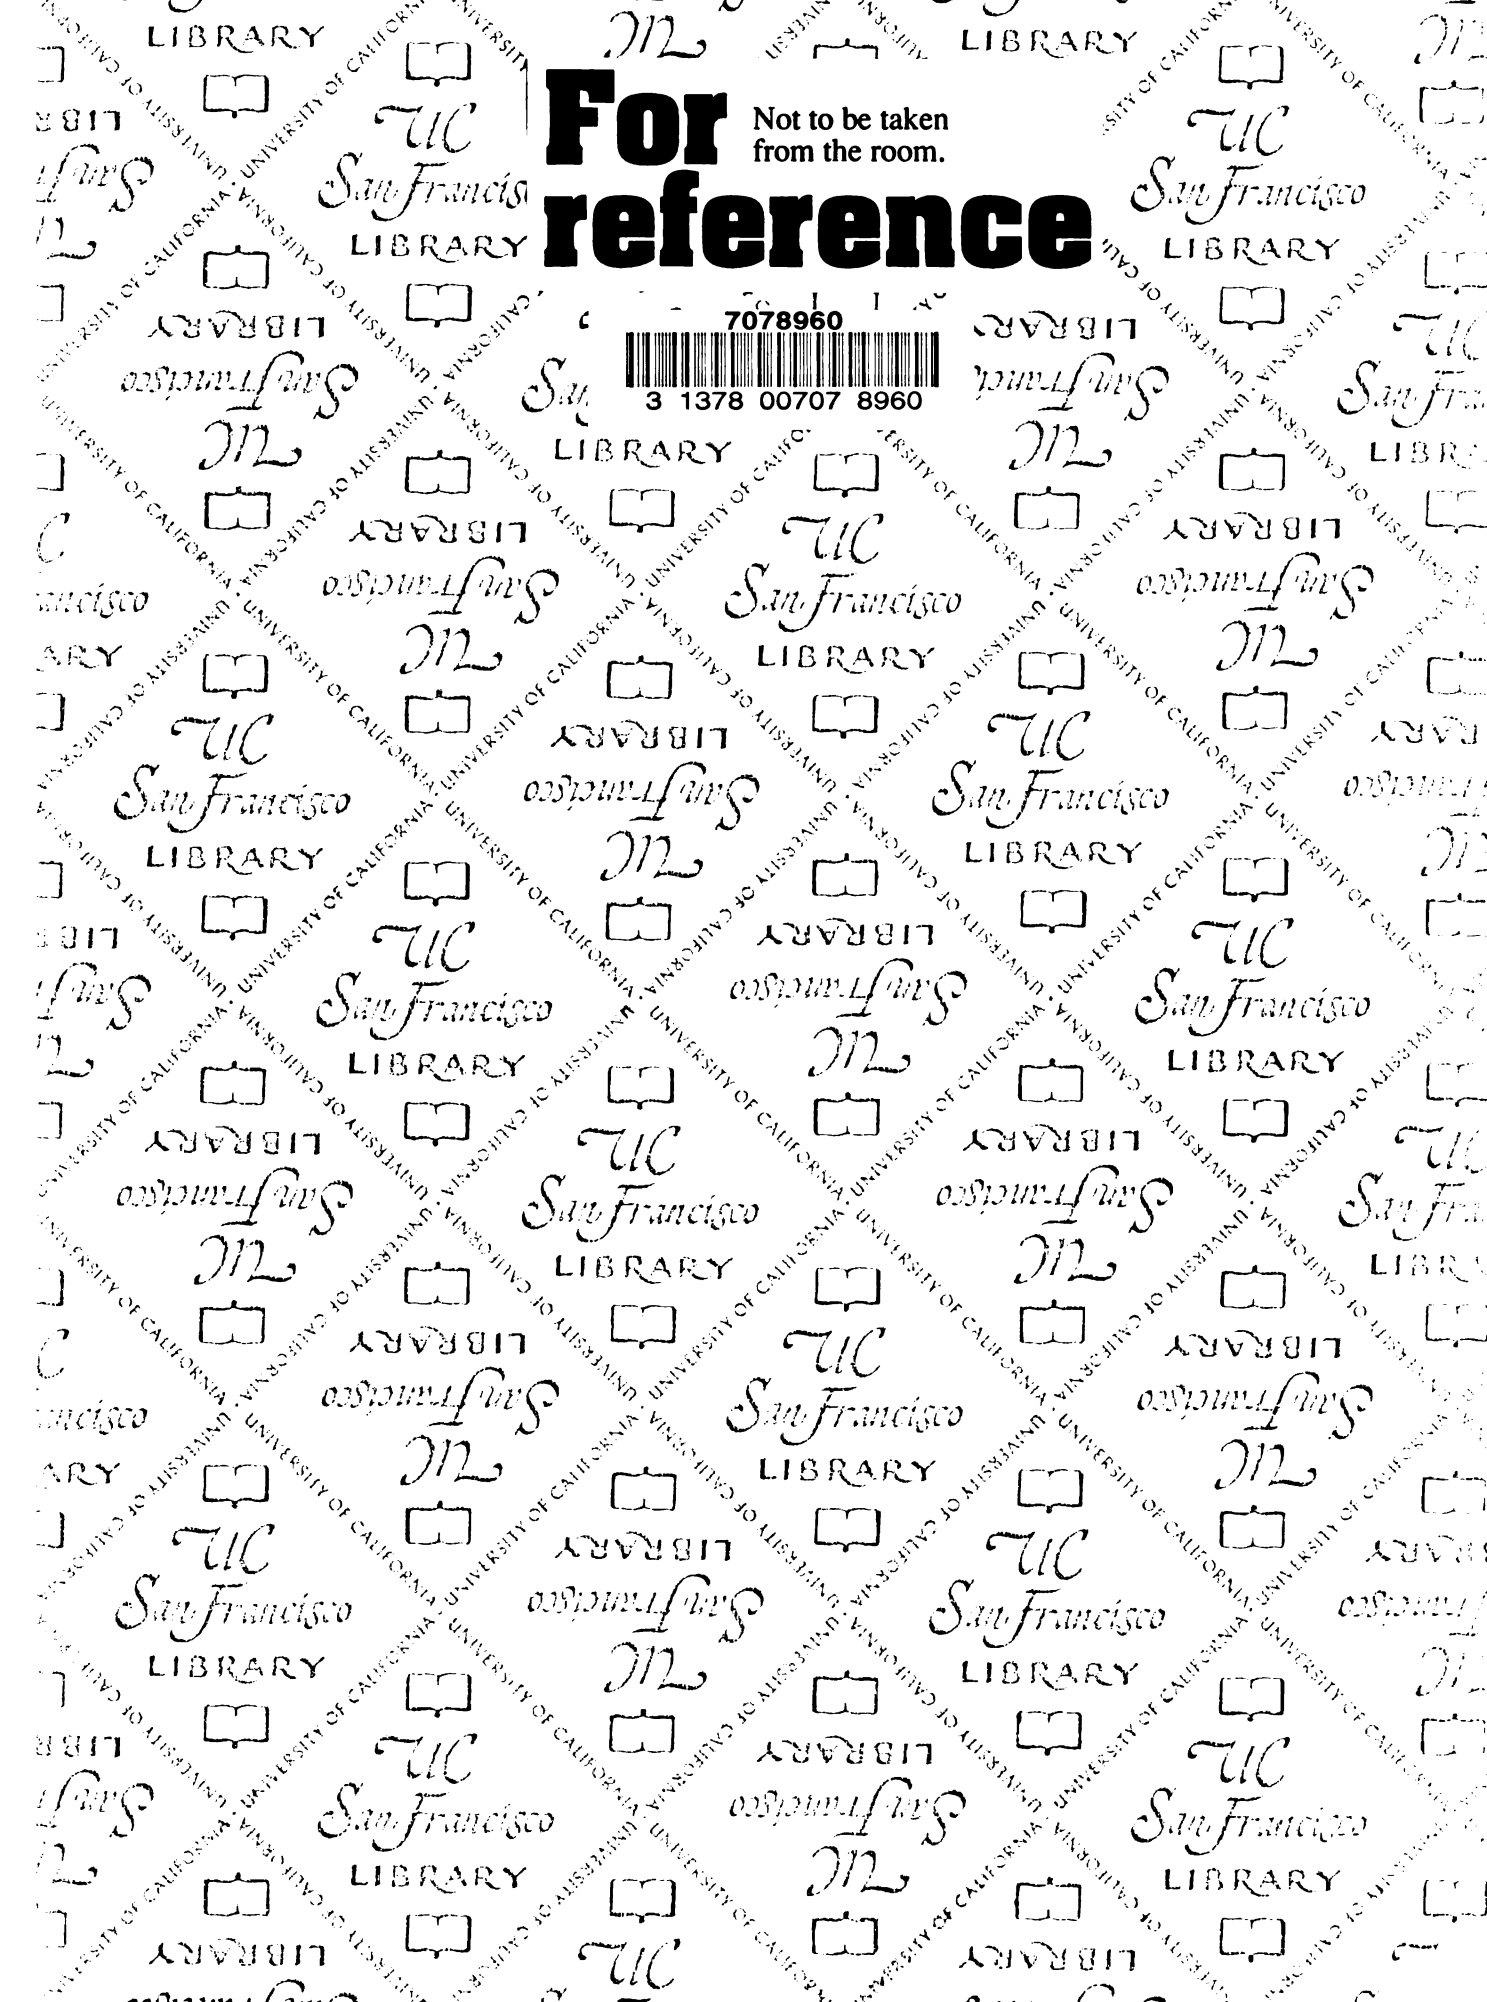 For
Not to be taken
from the room.
reference
7078960
3 1378 00707 8960
UC
San Francisco
LIBRARY
UNIVERSITY OF CALIFORNIA